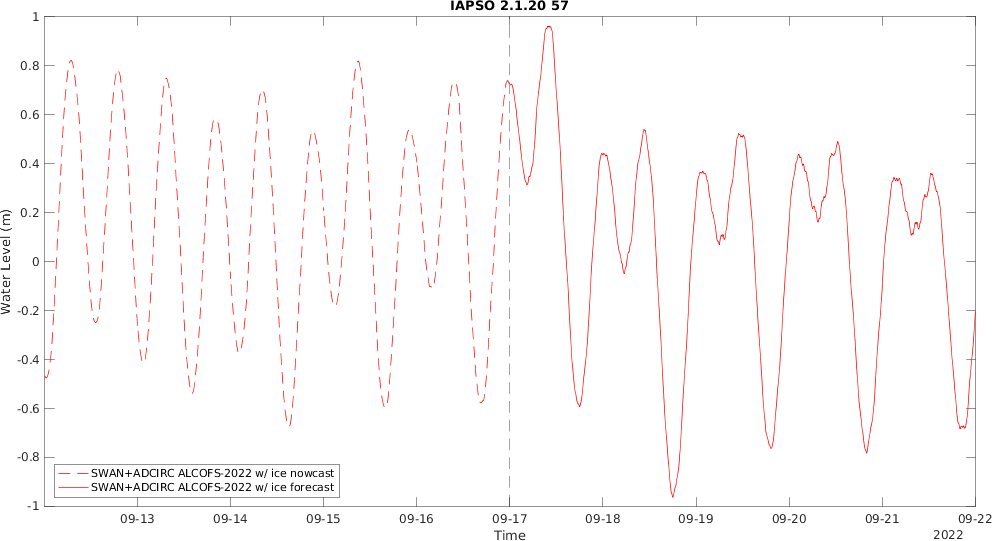 IAPSO 2.1.20 57
Water Level (m)
1
0.8
0.6
0.4
0.2
0
-0.2
-0.4
-0.6
-0.8
-1
SWAN+ADCIRC ALCOFS-2022 w/ ice nowcast
SWAN+ADCIRC ALCOFS-2022 w/ ice forecast
09-13 09-14 09-15 09-16 09-17 09-18 09-19 09-20 09-21 09-22
Time
2022